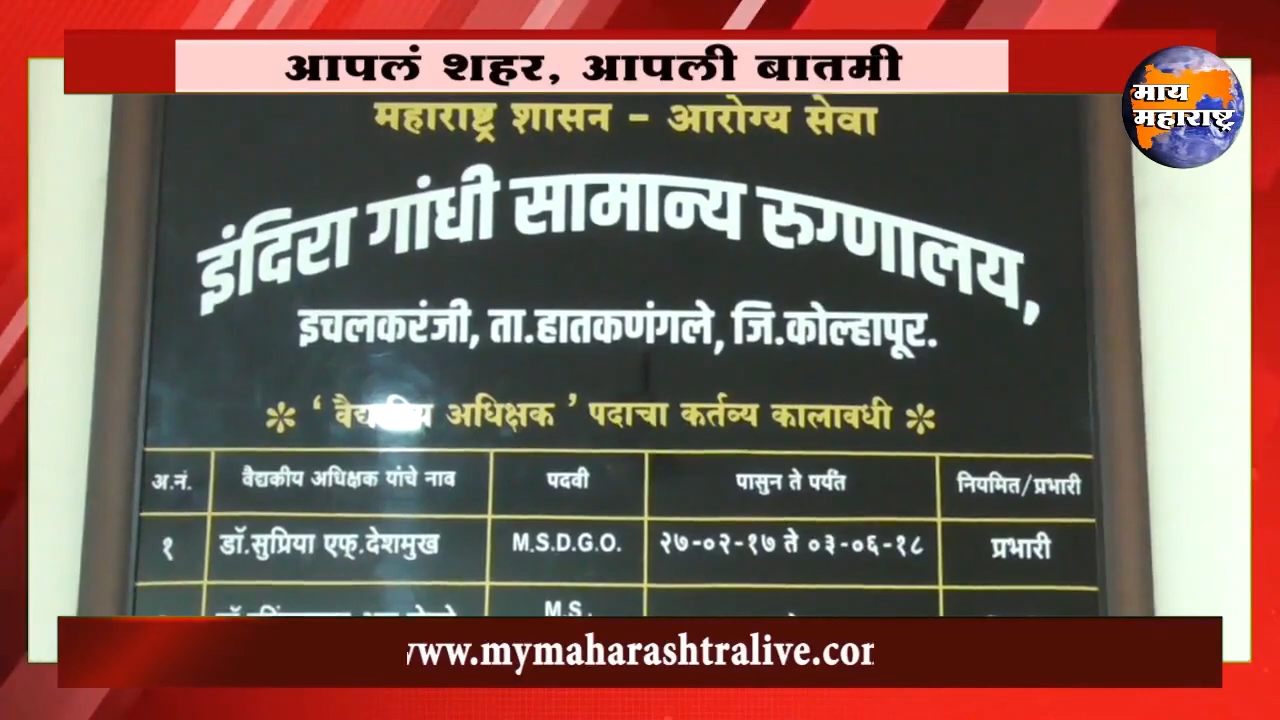 आपलं शहर, आपली बातमी
माय
महाराष्ट्र
महाराष्ट्र शासन - आरोग्य सेवा
इंदिरा गांधी सामान्य रुग्णालय,
इचलकरंजी, ता.हातकणंगले, जि.कोल्हापूर.
* ' वैद्यकीय अधिक्षक ' पदाचा कर्तव्य कालावधी *
अ.नं. वैद्यकीय अधिक्षक यांचे नाव पदवी पासुन ते पर्यंत नियमित/प्रभारी
१ डॉ.सुप्रिया एफ.देशमुख M.S.D.G.O. २७-०२-१७ ते ०३-०६-१८ प्रभारी
M.S.
www.mymaharashtralive.com